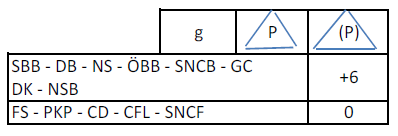 g P (P)
SBB - DB - NS - ÖBB - SNCB - GC
DK - NSB
+6
FS - PKP - CD - CFL - SNCF 0